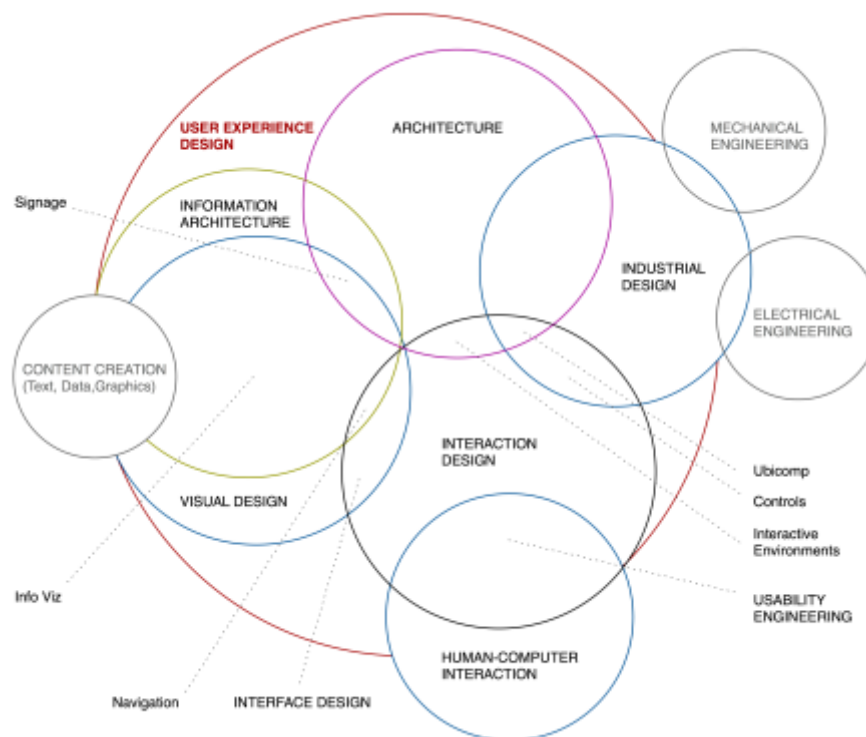 USER EXPERIENCE
DESIGN
ARCHITECTURE
MECHANICAL
ENGINEERING
Signage
INFORMATION
ARCHITECTURE
INDUSTRIAL
DESIGN
ELECTRICAL
ENGINEERING
CONTENT CREATION
(Text, Data,Graphics)
INTERACTION
DESIGN
VISUAL DESIGN
Ubicomp
Controls
Interactive
Environments
Info Viz
USABILITY
ENGINEERING
HUMAN-COMPUTER
INTERACTION
Navigation
INTERFACE DESIGN